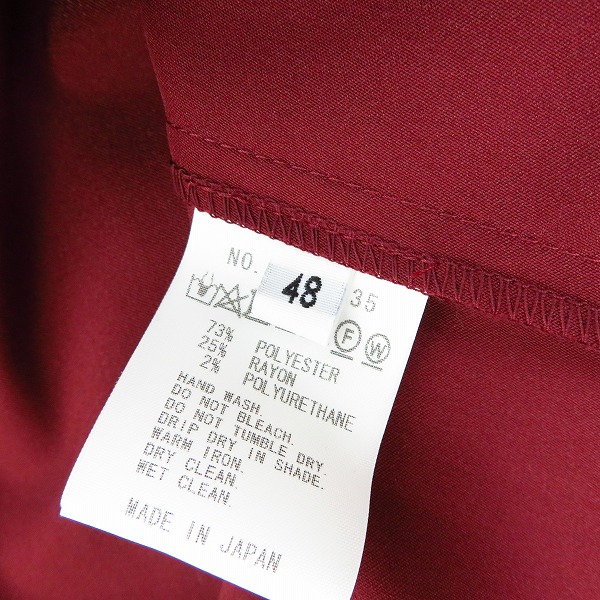 NO. 35
48
F W
73% POLYESTER
25% RAYON
2% POLYURETHANE
HAND WASH.
DO NOT BLEACH.
DO NOT TUMBLE DRY.
DRIP DRY IN SHADE.
WARM IRON.
DRY CLEAN.
WET CLEAN.
MADE IN JAPAN